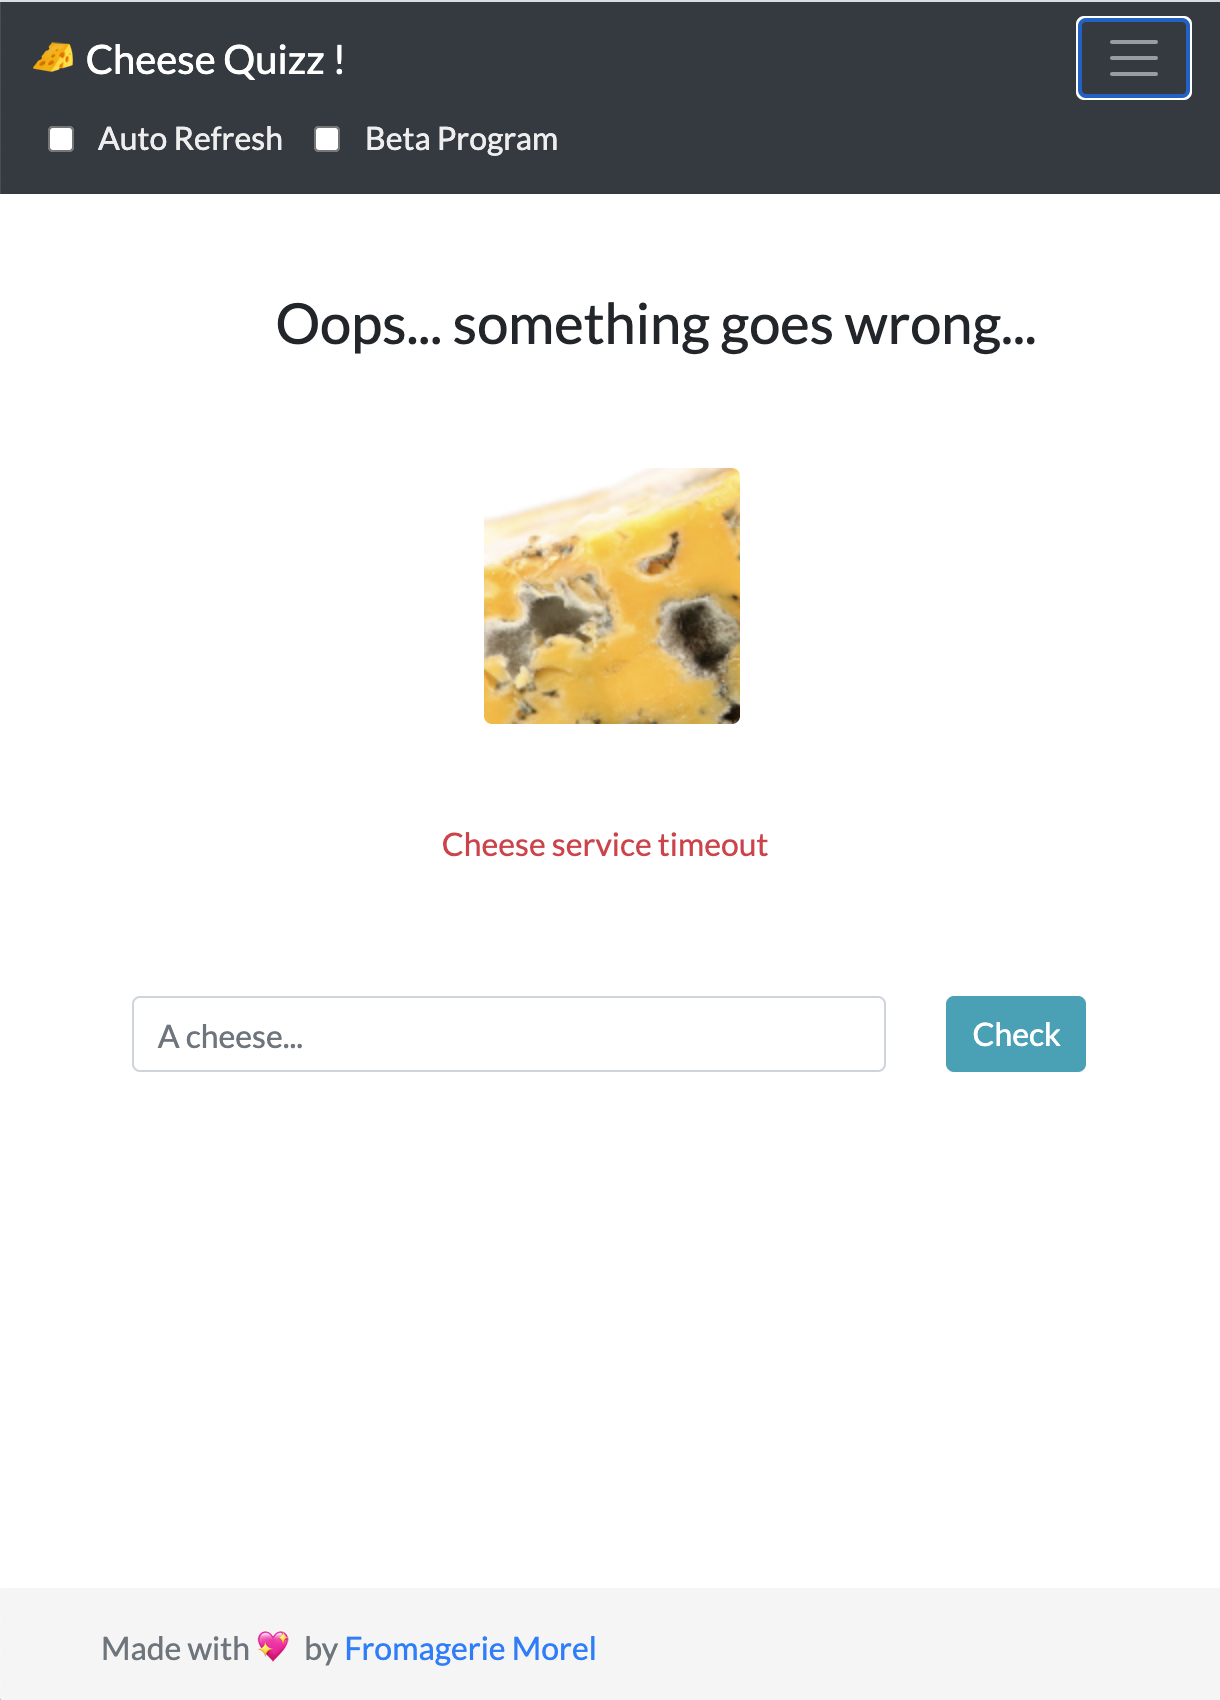 🧀 Cheese Quizz !
Auto Refresh Beta Program
Oops... something goes wrong...
Cheese service timeout
A cheese... Check
Made with 💖 by Fromagerie Morel